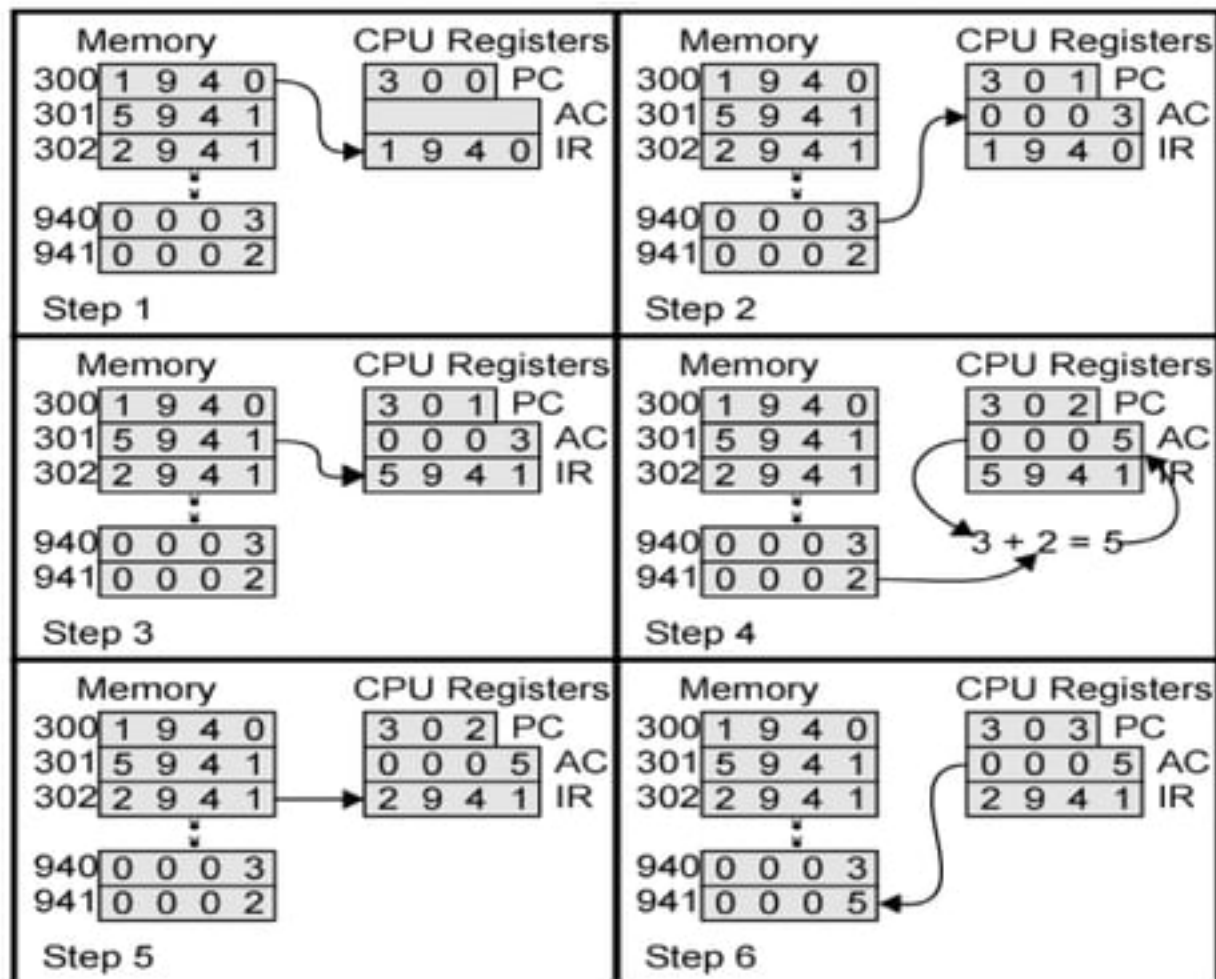 Memory CPU Registers
300 1 9 4 0 3 0 0 PC
301 5 9 4 1 AC
302 2 9 4 1 1 9 4 0 IR
940 0 0 0 3
941 0 0 0 2
Step 1
Memory CPU Registers
300 1 9 4 0 3 0 1 PC
301 5 9 4 1 0 0 0 3 AC
302 2 9 4 1 1 9 4 0 IR
940 0 0 0 3
941 0 0 0 2
Step 2
Memory CPU Registers
300 1 9 4 0 3 0 1 PC
301 5 9 4 1 0 0 0 3 AC
302 2 9 4 1 5 9 4 1 IR
940 0 0 0 3
941 0 0 0 2
Step 3
Memory CPU Registers
300 1 9 4 0 3 0 2 PC
301 5 9 4 1 0 0 0 5 AC
302 2 9 4 1 5 9 4 1 IR
940 0 0 0 3 3 + 2 = 5
941 0 0 0 2
Step 4
Memory CPU Registers
300 1 9 4 0 3 0 2 PC
301 5 9 4 1 0 0 0 5 AC
302 2 9 4 1 2 9 4 1 IR
940 0 0 0 3
941 0 0 0 2
Step 5
Memory CPU Registers
300 1 9 4 0 3 0 3 PC
301 5 9 4 1 0 0 0 5 AC
302 2 9 4 1 2 9 4 1 IR
940 0 0 0 3
941 0 0 0 5
Step 6